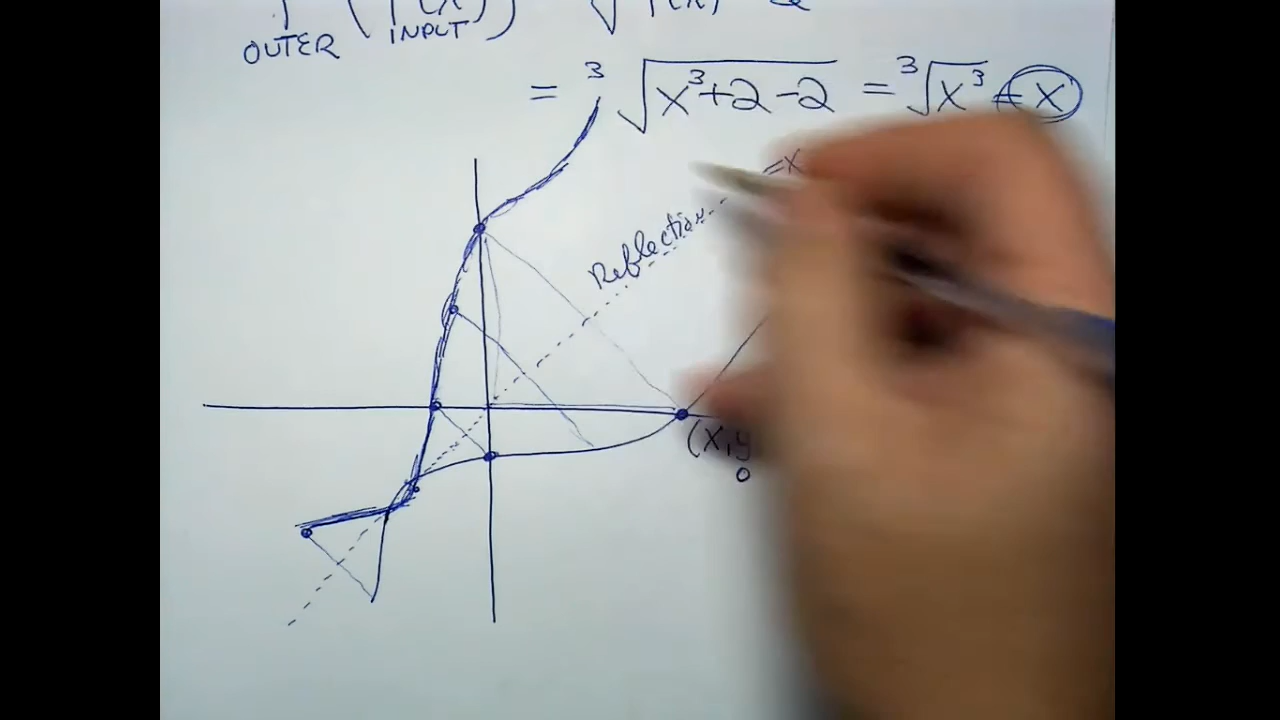 OUTER (INPUT)
= ³√x³+2-2 = ³√x³ = x
=x
Reflection
(x,y
0